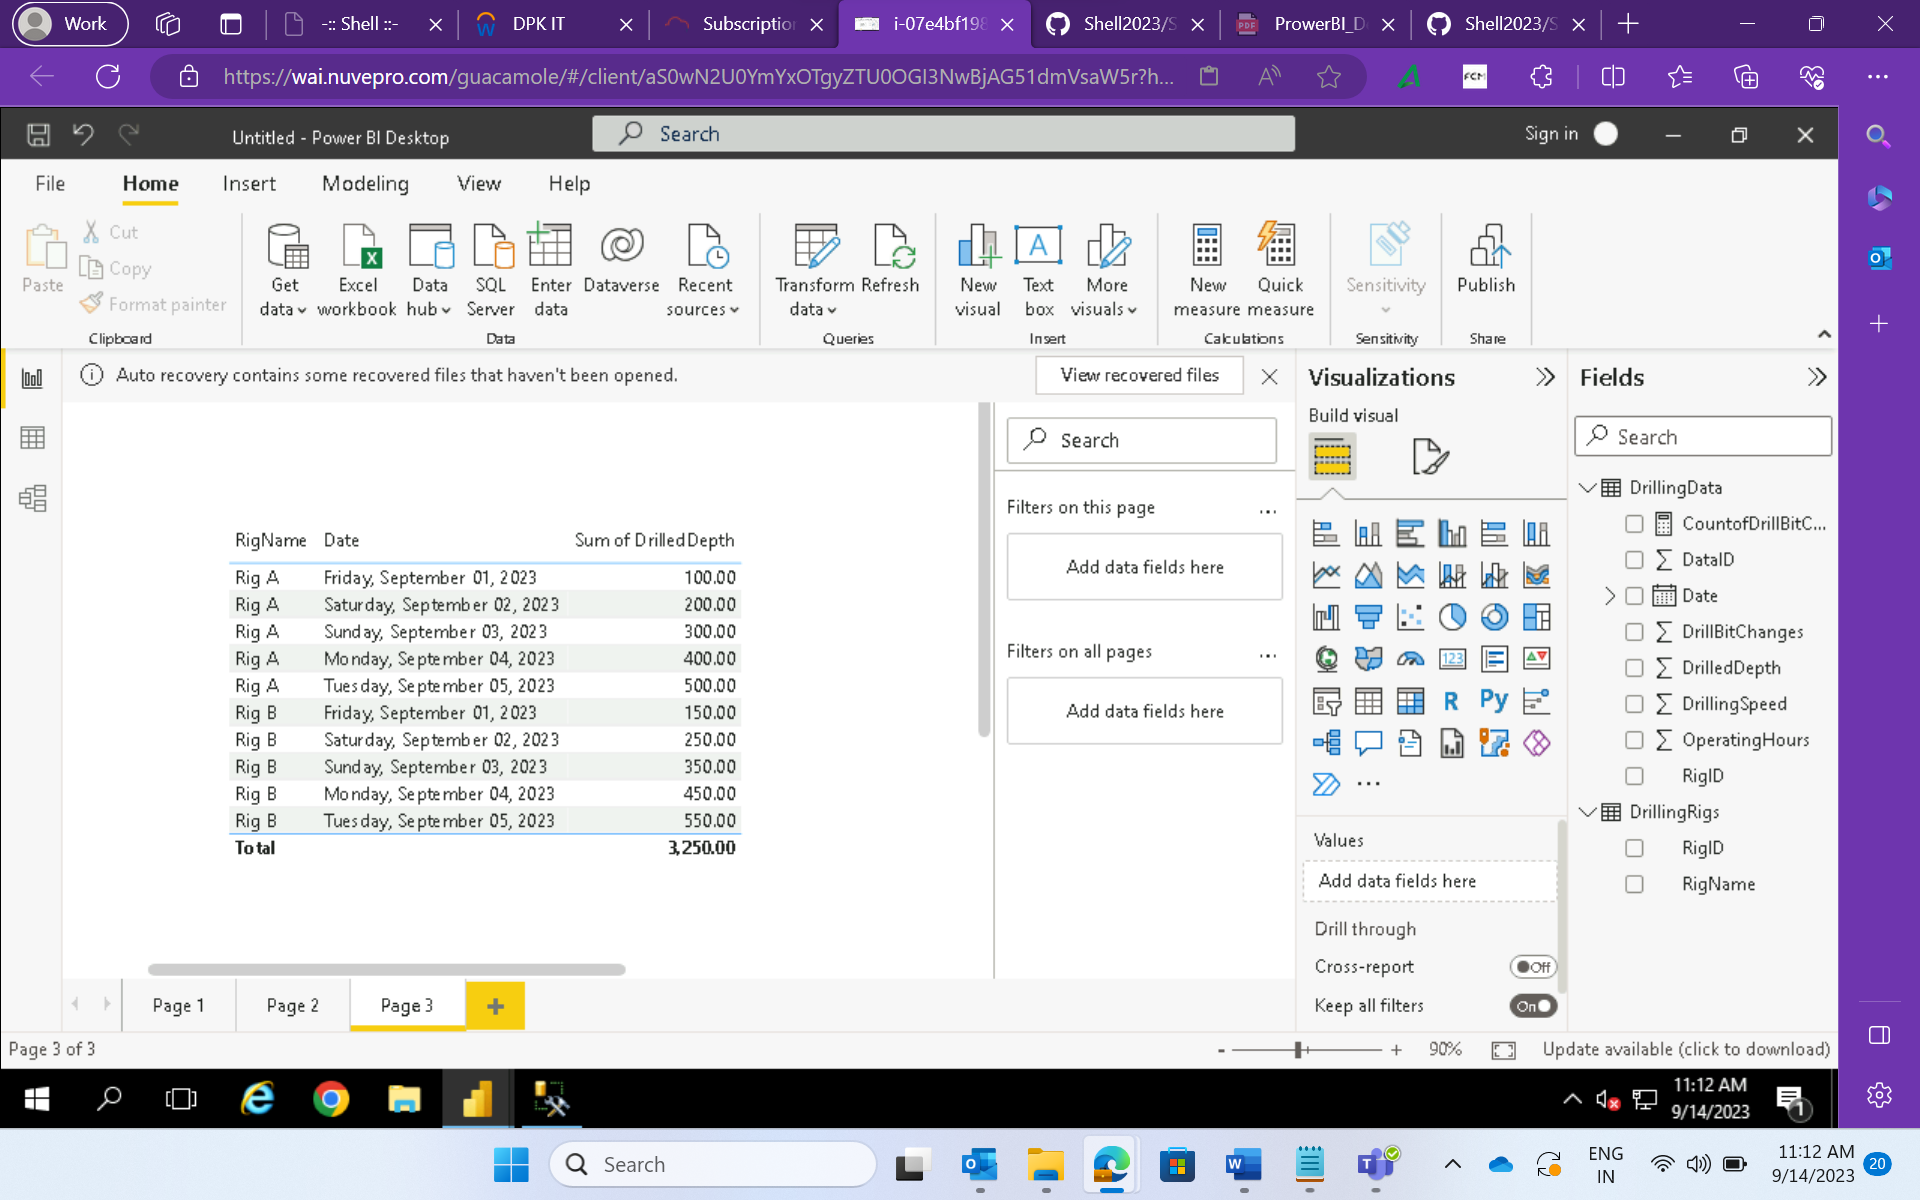 Work
-:: Shell ::-
DPK IT
Subscription
i-07e4bf198
Shell2023/S
ProwerBI_D
Shell2023/S
https://wai.nuvepro.com/guacamole/#/client/aS0wN2U0YmYxOTgyZTU0OGI3NwBjAG51dmVsaW5r?h...
FCM
Untitled - Power BI Desktop
Search
Sign in
File
Home
Insert
Modeling
View
Help
Paste
Cut
Copy
Format painter
Clipboard
Get data
Excel workbook
Data hub
SQL Server
Enter data
Dataverse
Recent sources
Data
Transform data
Refresh
Queries
New visual
Text box
More visuals
Insert
New measure
Quick measure
Calculations
Sensitivity
Sensitivity
Publish
Share
Auto recovery contains some recovered files that haven't been opened.
View recovered files
RigName Date Sum of DrilledDepth
Rig A Friday, September 01, 2023 100.00
Rig A Saturday, September 02, 2023 200.00
Rig A Sunday, September 03, 2023 300.00
Rig A Monday, September 04, 2023 400.00
Rig A Tuesday, September 05, 2023 500.00
Rig B Friday, September 01, 2023 150.00
Rig B Saturday, September 02, 2023 250.00
Rig B Sunday, September 03, 2023 350.00
Rig B Monday, September 04, 2023 450.00
Rig B Tuesday, September 05, 2023 550.00
Total 3,250.00
Search
Filters on this page ...
Add data fields here
Filters on all pages ...
Add data fields here
Visualizations
Build visual
123
R
Py
...
Values
Add data fields here
Drill through
Cross-report
Off
Keep all filters
On
Fields
Search
DrillingData
CountofDrillBitC...
DataID
Date
DrillBitChanges
DrilledDepth
DrillingSpeed
OperatingHours
RigID
DrillingRigs
RigID
RigName
Page 1
Page 2
Page 3
+
Page 3 of 3
- + 90%
Update available (click to download)
11:12 AM
9/14/2023
1
Search
ENG
IN
11:12 AM
9/14/2023
20